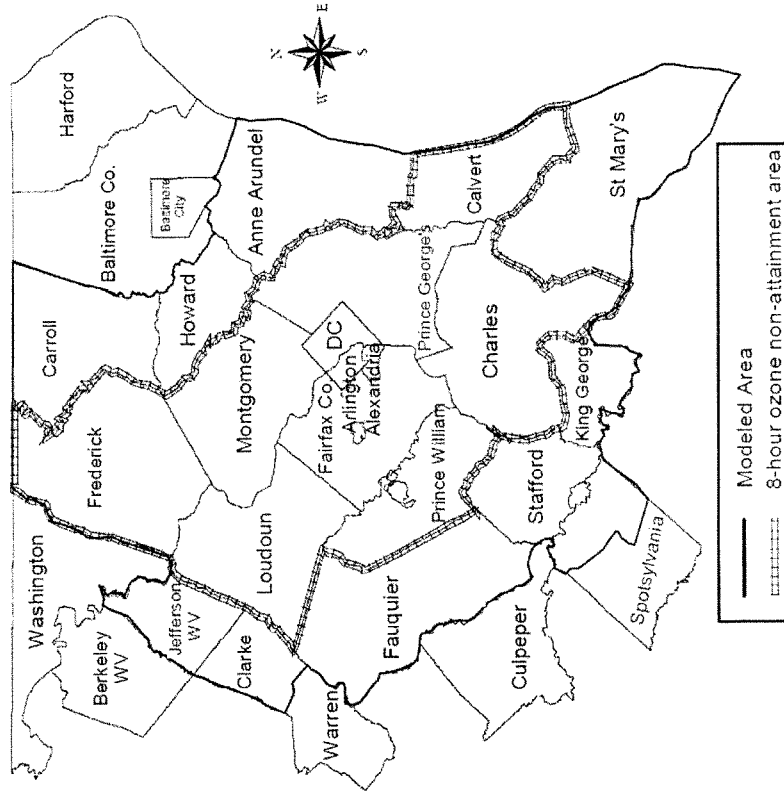 Harford
Carroll
Baltimore Co.
Baltimore
City
Washington
Frederick
Howard
Anne Arundel
Berkeley
WV
Jefferson
WV
Montgomery
Loudoun
Clarke
DC
Fairfax Co.
Arlington
Alexandria
Prince George's
Calvert
Warren
Fauquier
Prince William
Charles
St Mary's
Stafford
King George
Culpeper
Spotsylvania
N
E
S
W
Modeled Area
8-hour ozone non-attainment area